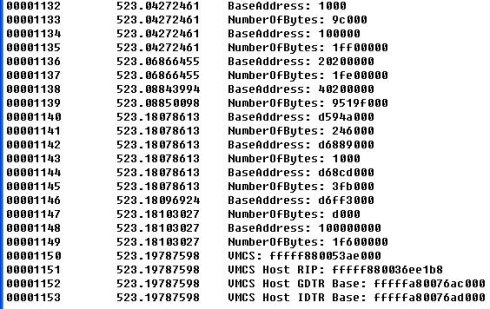 00001132 523.04272461 BaseAddress: 1000
00001133 523.04272461 NumberOfBytes: 9c000
00001134 523.04272461 BaseAddress: 100000
00001135 523.04272461 NumberOfBytes: 1ff00000
00001136 523.06866455 BaseAddress: 20200000
00001137 523.06866455 NumberOfBytes: 1fe00000
00001138 523.08843994 BaseAddress: 40200000
00001139 523.08850098 NumberOfBytes: 9519f000
00001140 523.18078613 BaseAddress: d594a000
00001141 523.18078613 NumberOfBytes: 246000
00001142 523.18078613 BaseAddress: d6889000
00001143 523.18078613 NumberOfBytes: 1000
00001144 523.18078613 BaseAddress: d68cd000
00001145 523.18078613 NumberOfBytes: 3fb000
00001146 523.18096924 BaseAddress: d6ff3000
00001147 523.18103027 NumberOfBytes: d000
00001148 523.18103027 BaseAddress: 100000000
00001149 523.18103027 NumberOfBytes: 1f600000
00001150 523.19787598 VMCS: fffff880053ae000
00001151 523.19787598 VMCS Host RIP: fffff880036ee1b8
00001152 523.19787598 VMCS Host GDTR Base: fffffa80076ac000
00001153 523.19787598 VMCS Host IDTR Base: fffffa80076ad000